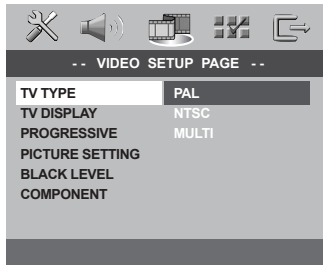 -- VIDEO SETUP PAGE --
TV TYPE PAL
TV DISPLAY NTSC
PROGRESSIVE MULTI
PICTURE SETTING
BLACK LEVEL
COMPONENT